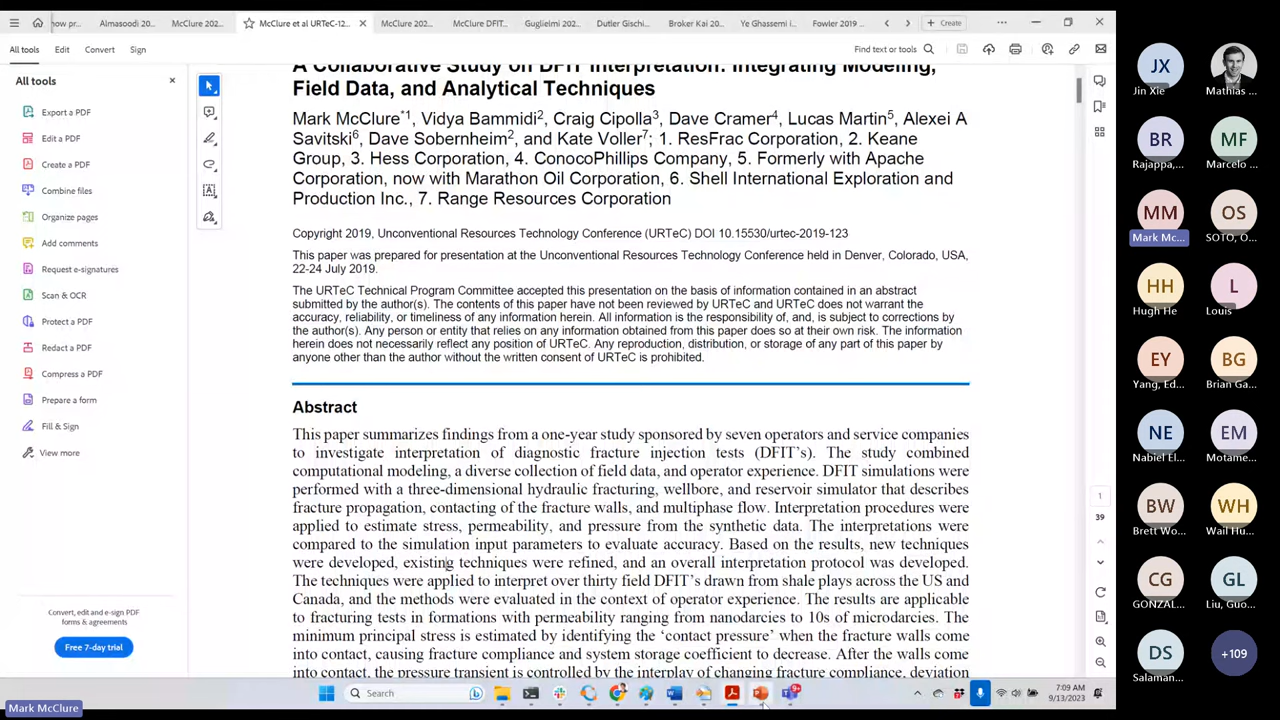 how pr...
Almasoodi 20...
McClure 202...
McClure et al URTeC-12...
McClure 202...
McClure DFIT...
Guglielmi 202...
Dutler Gischi...
Broker Kai 20...
Ye Ghassemi i...
Fowler 2019 ...
Create
All tools
Edit
Convert
Sign
Find text or tools
All tools
Export a PDF
Edit a PDF
Create a PDF
Combine files
Organize pages
Add comments
Request e-signatures
Scan & OCR
Protect a PDF
Redact a PDF
Compress a PDF
Prepare a form
Fill & Sign
View more
Convert, edit and e-sign PDF
forms & agreements
Free 7-day trial
A Collaborative Study on DFIT Interpretation: Integrating Modeling,
Field Data, and Analytical Techniques
Mark McClure*1, Vidya Bammidi2, Craig Cipolla3, Dave Cramer4, Lucas Martin5, Alexei A
Savitski6, Dave Sobernheim2, and Kate Voller7; 1. ResFrac Corporation, 2. Keane
Group, 3. Hess Corporation, 4. ConocoPhillips Company, 5. Formerly with Apache
Corporation, now with Marathon Oil Corporation, 6. Shell International Exploration and
Production Inc., 7. Range Resources Corporation
Copyright 2019, Unconventional Resources Technology Conference (URTeC) DOI 10.15530/urtec-2019-123
This paper was prepared for presentation at the Unconventional Resources Technology Conference held in Denver, Colorado, USA,
22-24 July 2019.
The URTeC Technical Program Committee accepted this presentation on the basis of information contained in an abstract
submitted by the author(s). The contents of this paper have not been reviewed by URTeC and URTeC does not warrant the
accuracy, reliability, or timeliness of any information herein. All information is the responsibility of, and, is subject to corrections by
the author(s). Any person or entity that relies on any information obtained from this paper does so at their own risk. The information
herein does not necessarily reflect any position of URTeC. Any reproduction, distribution, or storage of any part of this paper by
anyone other than the author without the written consent of URTeC is prohibited.
Abstract
This paper summarizes findings from a one-year study sponsored by seven operators and service companies
to investigate interpretation of diagnostic fracture injection tests (DFIT's). The study combined
computational modeling, a diverse collection of field data, and operator experience. DFIT simulations were
performed with a three-dimensional hydraulic fracturing, wellbore, and reservoir simulator that describes
fracture propagation, contacting of the fracture walls, and multiphase flow. Interpretation procedures were
applied to estimate stress, permeability, and pressure from the synthetic data. The interpretations were
compared to the simulation input parameters to evaluate accuracy. Based on the results, new techniques
were developed, existing techniques were refined, and an overall interpretation protocol was developed.
The techniques were applied to interpret over thirty field DFIT's drawn from shale plays across the US and
Canada, and the methods were evaluated in the context of operator experience. The results are applicable
to fracturing tests in formations with permeability ranging from nanodarcies to 10s of microdarcies. The
minimum principal stress is estimated by identifying the 'contact pressure' when the fracture walls come
into contact, causing fracture compliance and system storage coefficient to decrease. After the walls
come into contact, the pressure transient is controlled by the interplay of changing fracture compliance, deviation
1
39
Search
7:09 AM
9/13/2023
Mark McClure
JX
Jin Xie
Mathias ...
BR
Rajappa,...
MF
Marcelo ...
MM
Mark Mc...
OS
SOTO, O...
HH
Hugh He
L
Louis
EY
Yang, Ed...
BG
Brian Ga...
NE
Nabiel El...
EM
Motame...
BW
Brett Wo...
WH
Wail Hu...
CG
GONZAL...
GL
Liu, Guo...
DS
Salaman...
+109